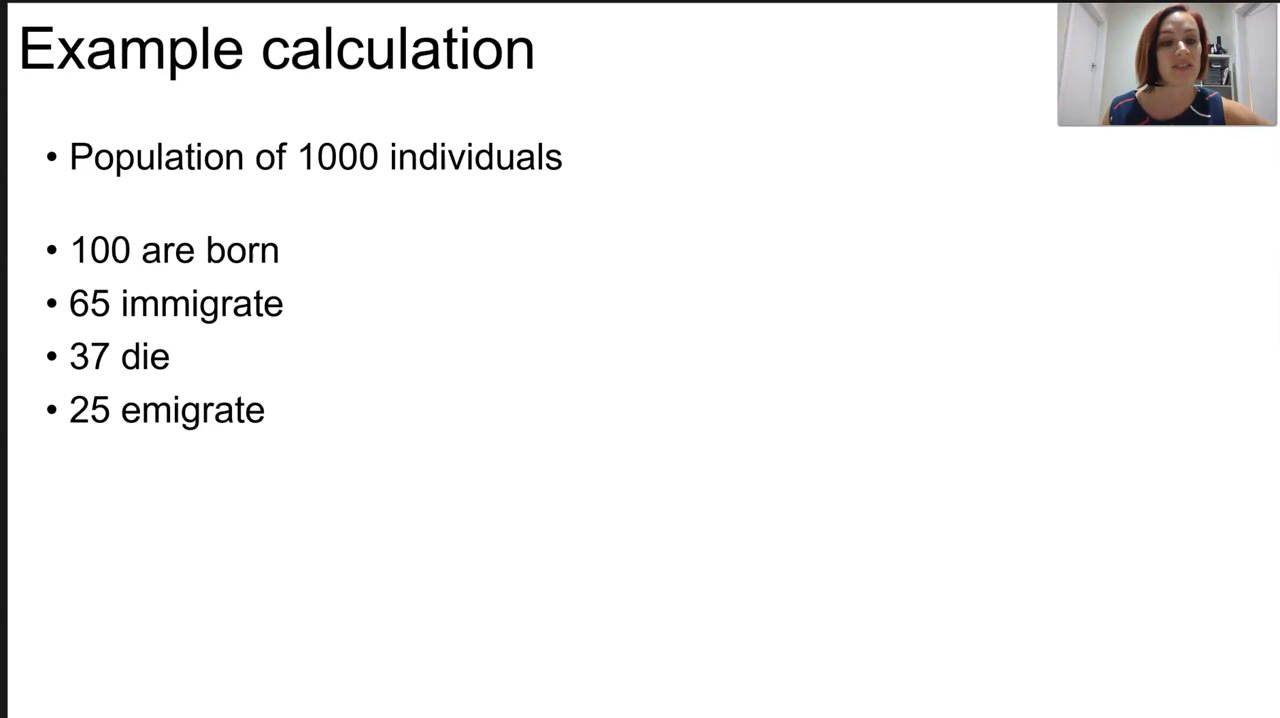 Example calculation
• Population of 1000 individuals
• 100 are born
• 65 immigrate
• 37 die
• 25 emigrate